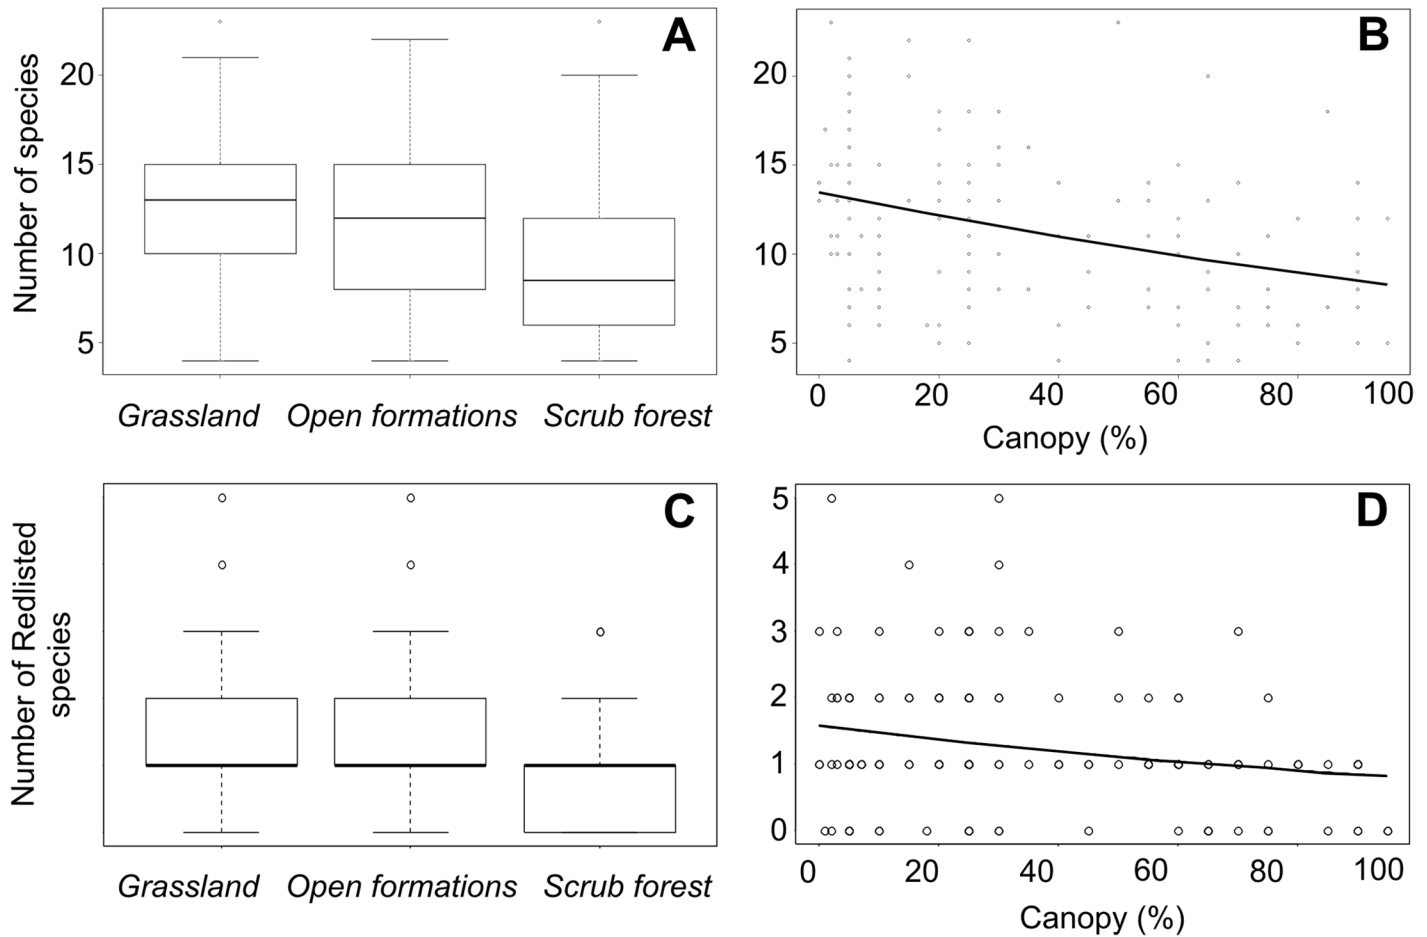 A
Number of species
20
15
10
5
Grassland Open formations Scrub forest
B
20
15
10
5
0 20 40 60 80 100
Canopy (%)
C
Number of Redlisted
species
Grassland Open formations Scrub forest
D
5
4
3
2
1
0
0 20 40 60 80 100
Canopy (%)